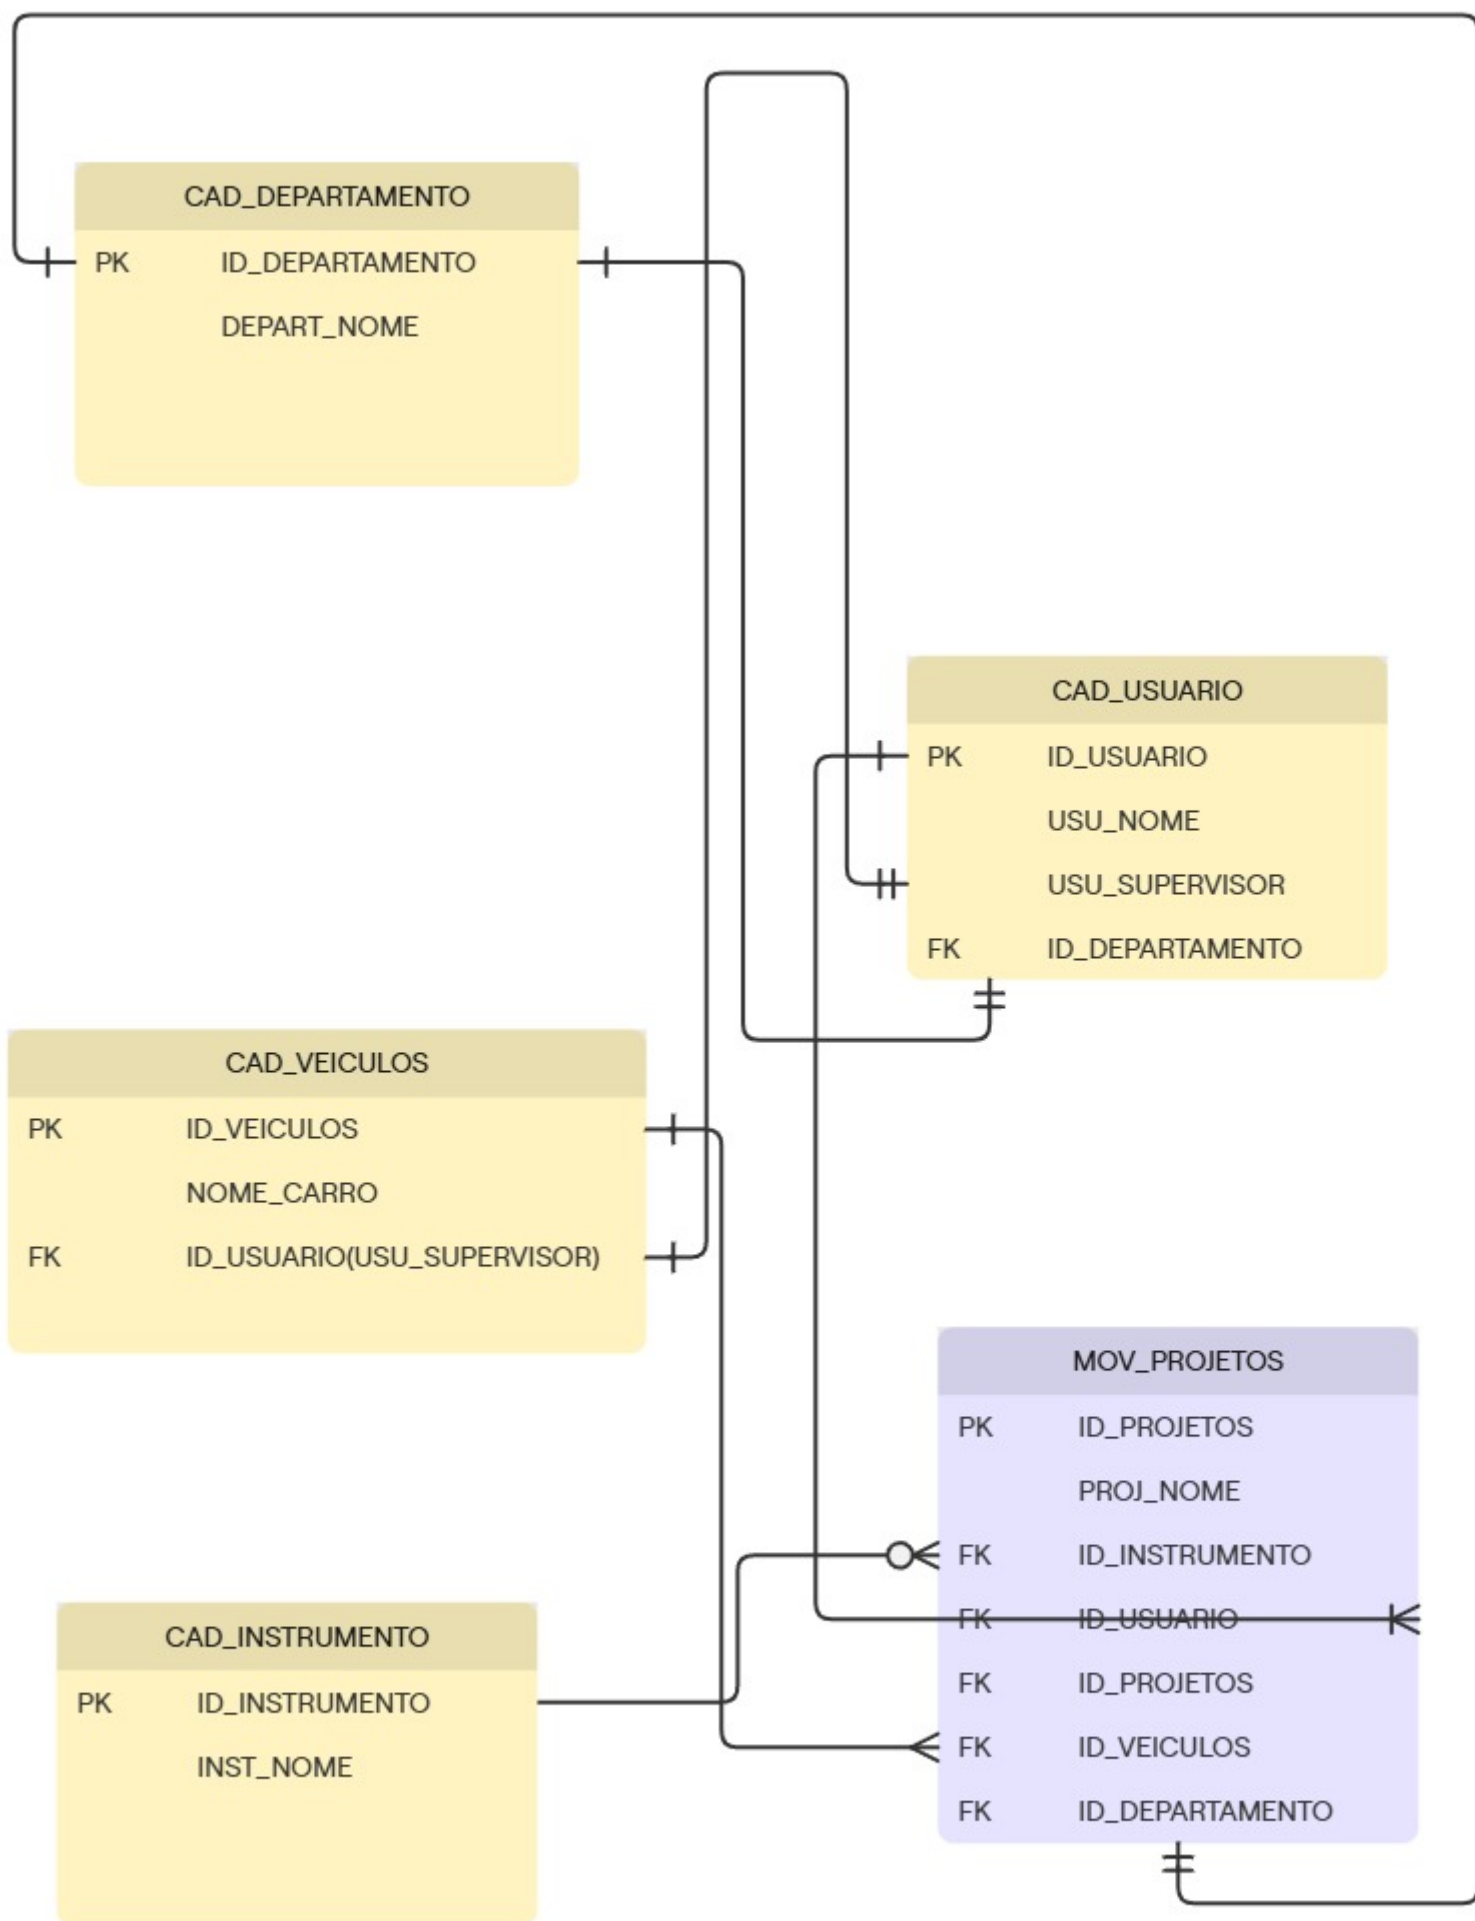 CAD_DEPARTAMENTO
PK ID_DEPARTAMENTO
DEPART_NOME
CAD_USUARIO
PK ID_USUARIO
USU_NOME
USU_SUPERVISOR
FK ID_DEPARTAMENTO
CAD_VEICULOS
PK ID_VEICULOS
NOME_CARRO
FK ID_USUARIO(USU_SUPERVISOR)
MOV_PROJETOS
PK ID_PROJETOS
PROJ_NOME
FK ID_INSTRUMENTO
FK ID_USUARIO
FK ID_PROJETOS
FK ID_VEICULOS
FK ID_DEPARTAMENTO
CAD_INSTRUMENTO
PK ID_INSTRUMENTO
INST_NOME